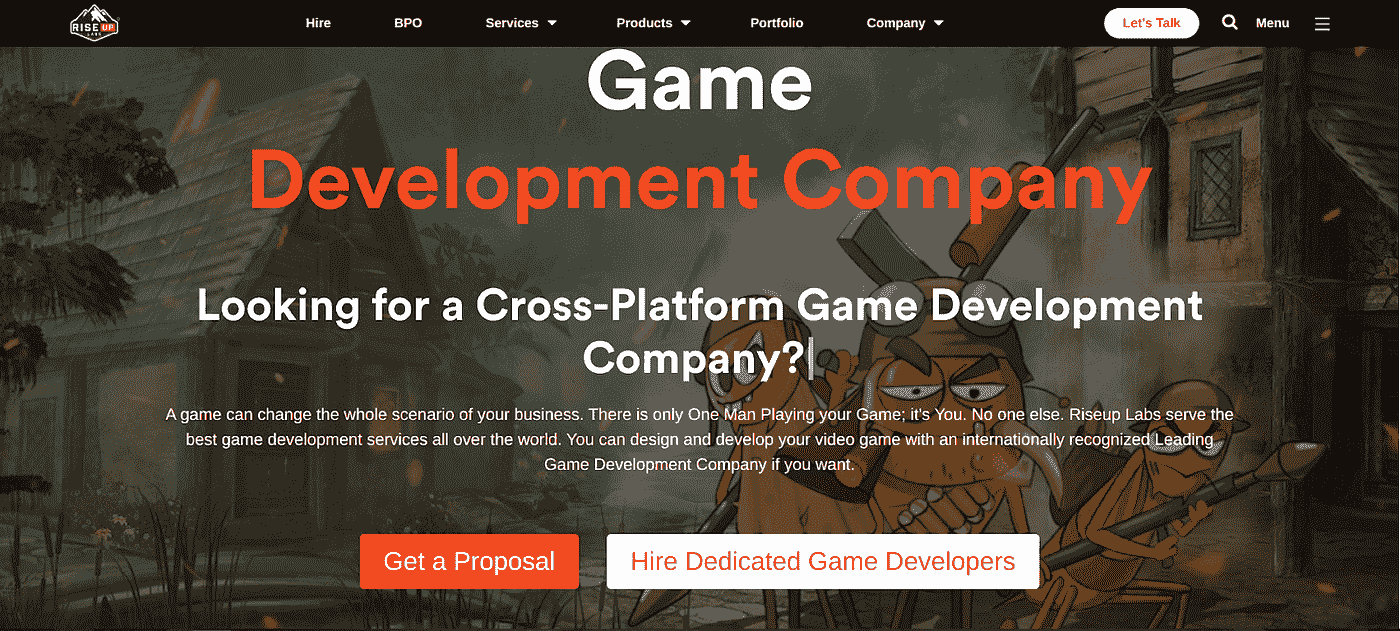 RISE UP
LABS
Hire
BPO
Services
Products
Portfolio
Company
Let's Talk
Menu
Game
Development Company
Looking for a Cross-Platform Game Development
Company?
A game can change the whole scenario of your business. There is only One Man Playing your Game; it's You. No one else. Riseup Labs serve the
best game development services all over the world. You can design and develop your video game with an internationally recognized Leading
Game Development Company if you want.
Get a Proposal
Hire Dedicated Game Developers